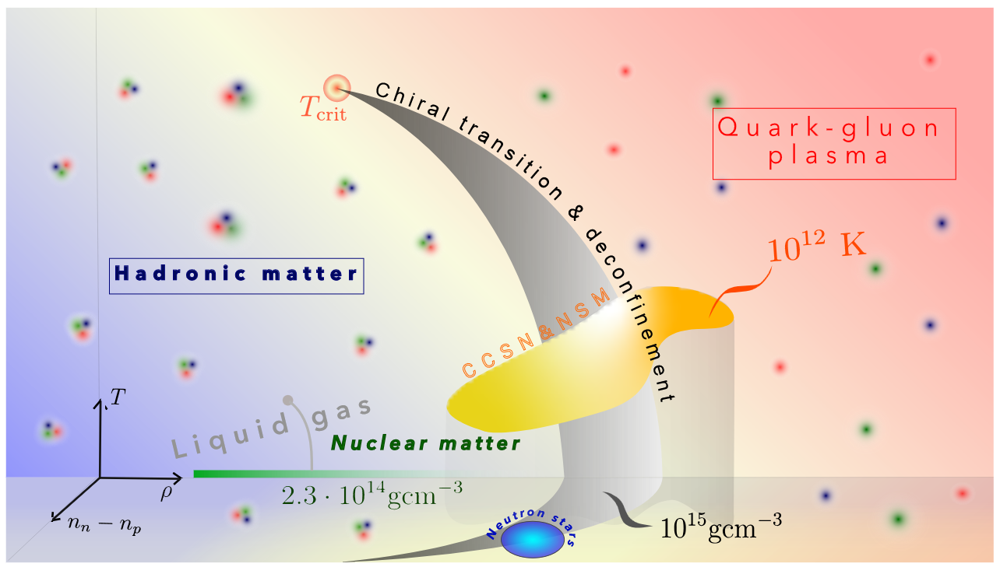 Chiral transition & deconfinement
T_crit
Quark-gluon
plasma
10^12 K
Hadronic matter
CCSN&NSM
T
Liquid gas
Nuclear matter
ρ
2.3 · 10^14 gcm^−3
n_n − n_p
Neutron stars
10^15 gcm^−3